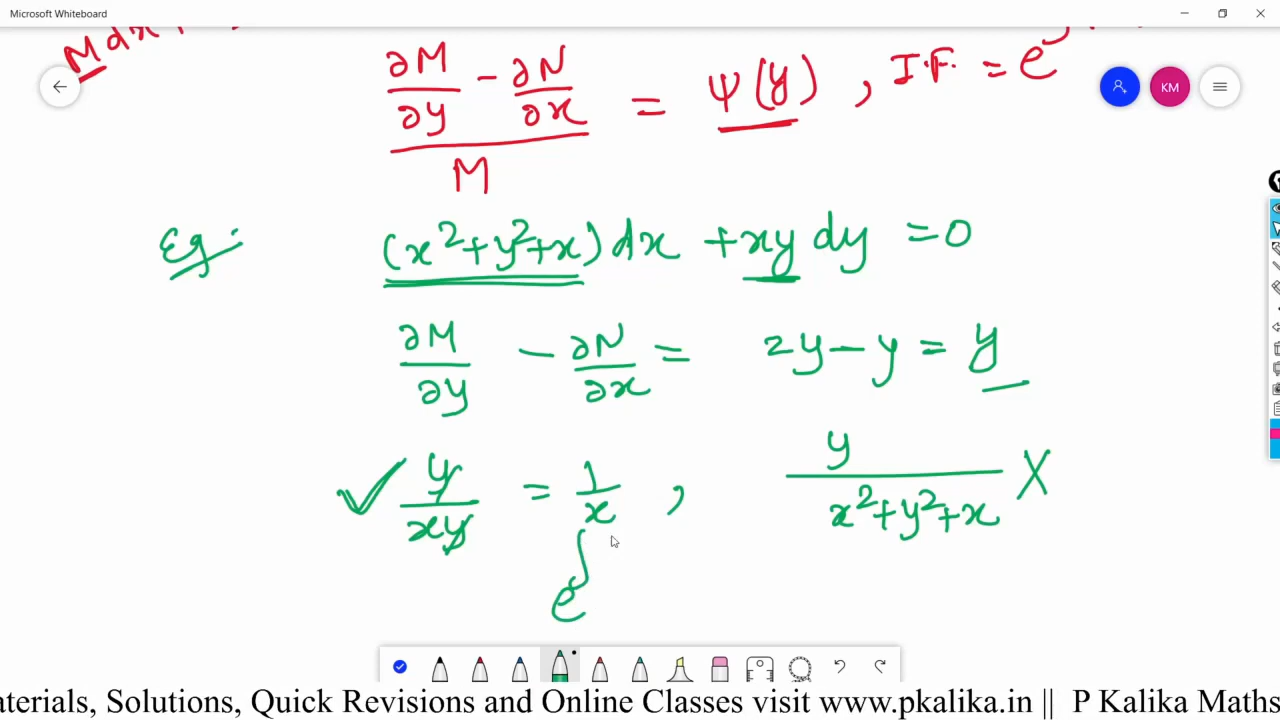 Microsoft Whiteboard
M dx +
∂M/∂y - ∂N/∂x
M
= ψ(y) , I.F. = e^∫
KM
Eg: (x²+y²+x) dx + xy dy = 0
∂M/∂y - ∂N/∂x = 2y - y = y
✓ y/xy = 1/x , y/(x²+y²+x) X
e^∫
aterials, Solutions, Quick Revisions and Online Classes visit www.pkalika.in || P Kalika Maths